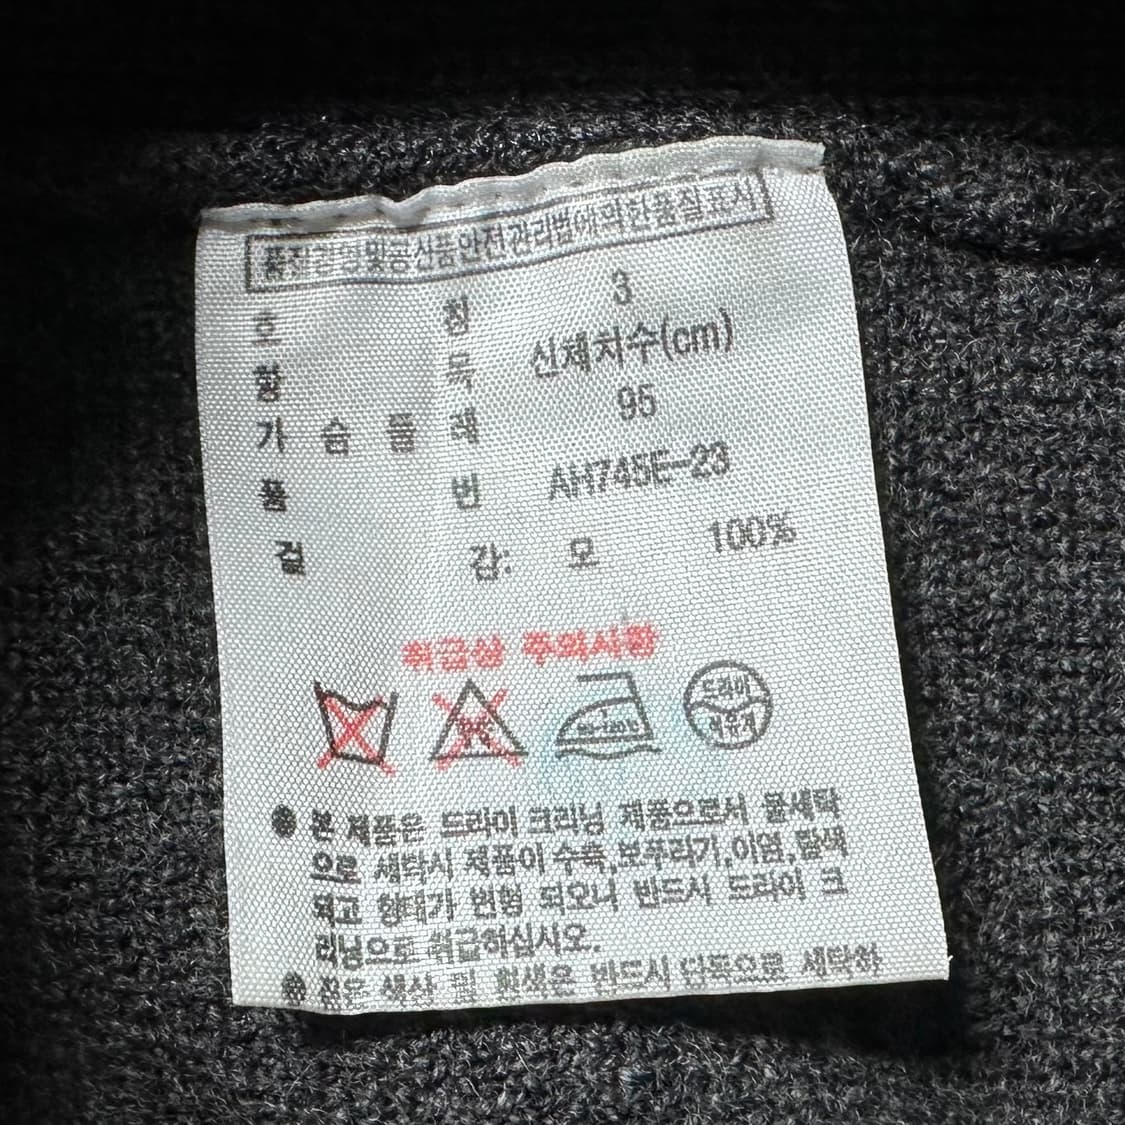 품질경영및공산품안전관리법에의한품질표시
호 칭 3
항 목 신체치수(cm)
가 슴 둘 레 95
품 번 AH745E-23
겉 감: 모 100%
취급상 주의사항
드라이
● 본 제품은 드라이 크리닝 제품으로서 물세탁
으로 세탁시 제품이 수축,보푸라기,이염,탈색
되고 형태가 변형 되오니 반드시 드라이 크
리닝으로 취급하십시오.
● 짙은 색상 및 흰색은 반드시 단독으로 세탁하